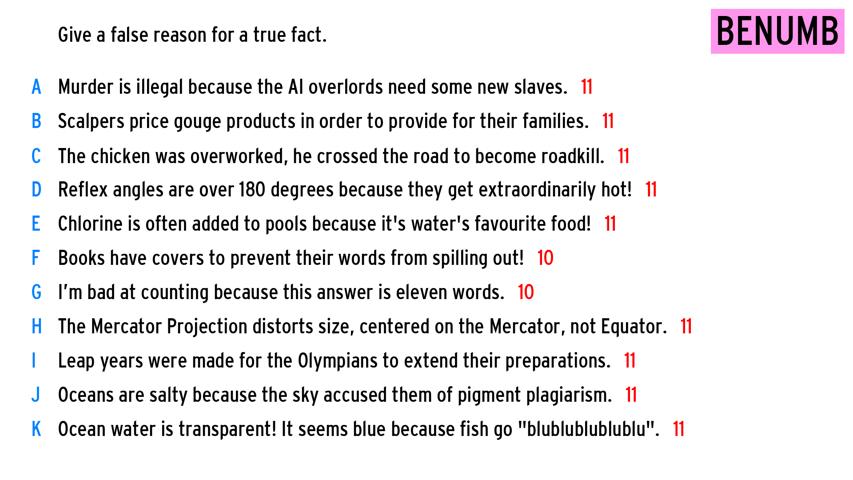 Give a false reason for a true fact.
BENUMB
A Murder is illegal because the AI overlords need some new slaves. 11
B Scalpers price gouge products in order to provide for their families. 11
C The chicken was overworked, he crossed the road to become roadkill. 11
D Reflex angles are over 180 degrees because they get extraordinarily hot! 11
E Chlorine is often added to pools because it's water's favourite food! 11
F Books have covers to prevent their words from spilling out! 10
G I'm bad at counting because this answer is eleven words. 10
H The Mercator Projection distorts size, centered on the Mercator, not Equator. 11
I Leap years were made for the Olympians to extend their preparations. 11
J Oceans are salty because the sky accused them of pigment plagiarism. 11
K Ocean water is transparent! It seems blue because fish go "blublublublublu". 11